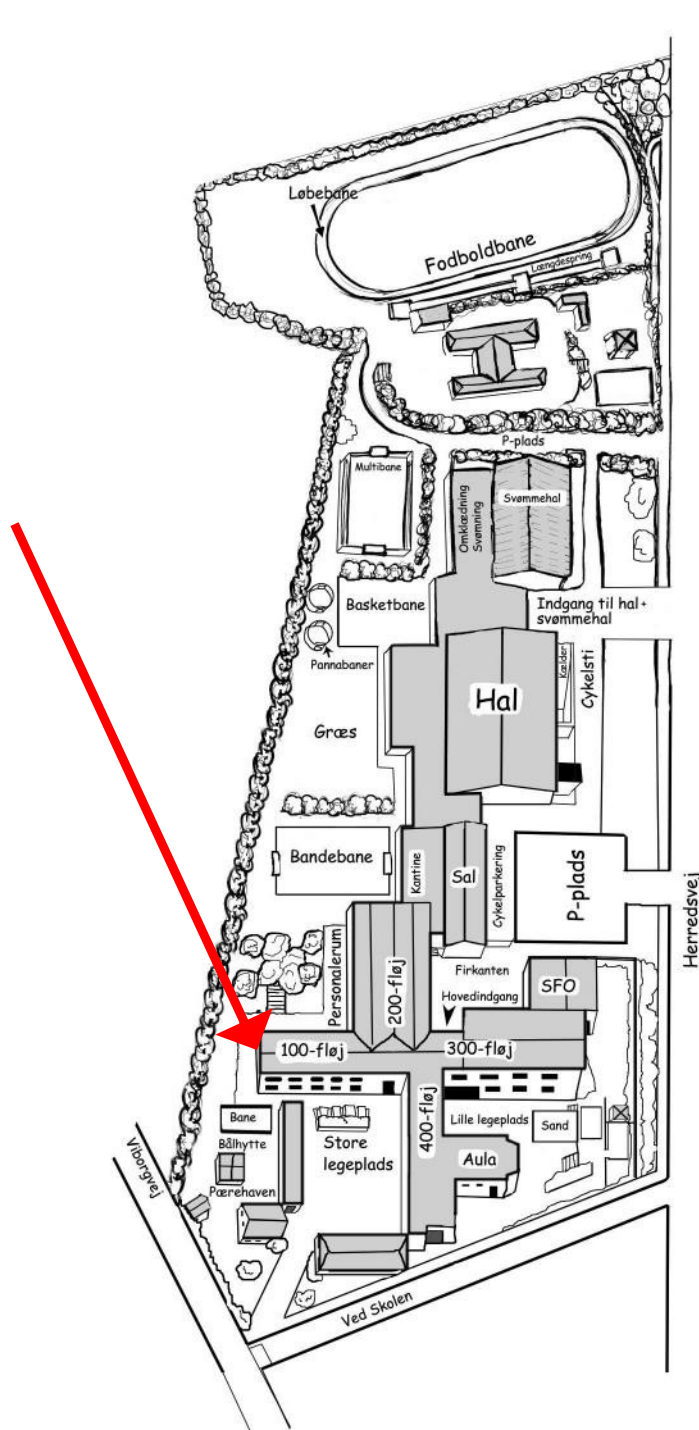 Løbebane
Fodboldbane
Længdespring
P-plads
Multibane
Omklædning
Svømning
Svømmehal
Basketbane
Indgang til hal+
svømmehal
Pannabaner
Kælder
Cykelsti
Hal
Græs
Bandebane
Kantine
Sal
Cykelparkering
P-plads
Herredsvej
Personalerum
200-fløj
Firkanten
Hovedindgang
SFO
100-fløj
300-fløj
400-fløj
Bane
Bålhytte
Pærehaven
Store
legeplads
Lille legeplads
Sand
Aula
Viborgvej
Ved Skolen